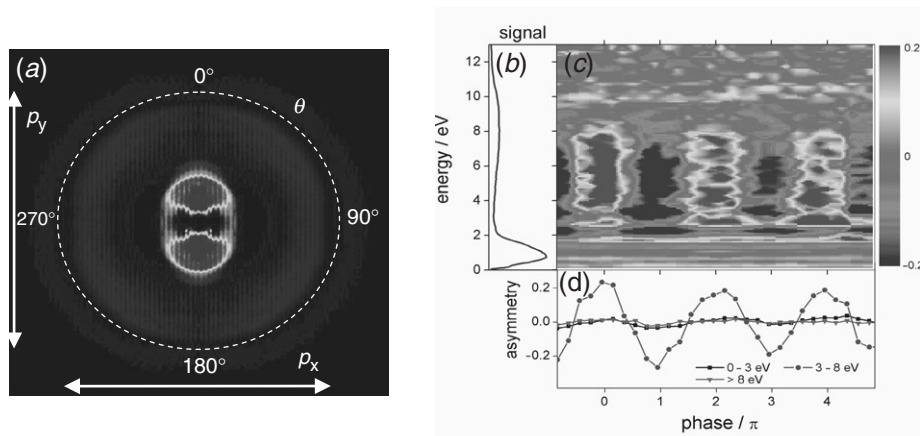 (a)
0°
θ
p_y
270°
90°
180°
p_x
signal
(b)
(c)
energy / eV
12
10
8
6
4
2
0
0.2
0
−0.2
(d)
asymmetry
0.2
0.0
-0.2
0 - 3 eV
3 - 8 eV
> 8 eV
0
1
2
3
4
phase / π